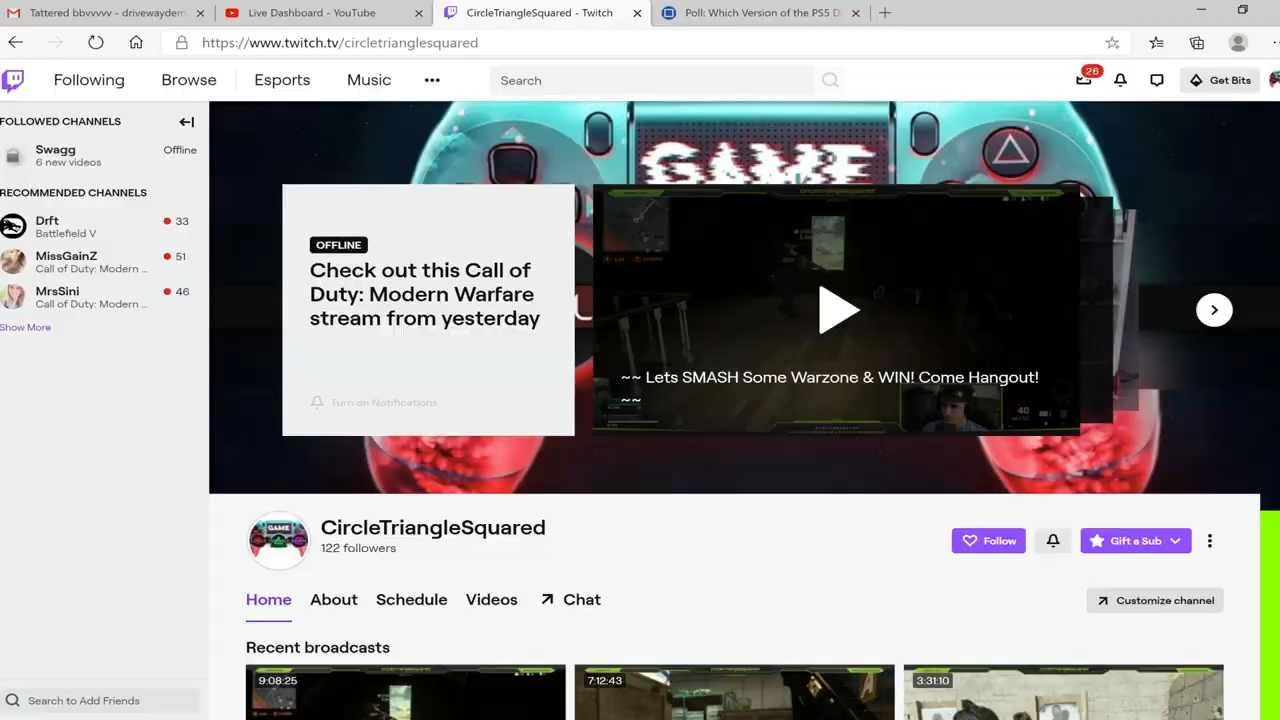 Tattered bbvvvvv - drivewaydem
Live Dashboard - YouTube
CircleTriangleSquared - Twitch
Poll: Which Version of the PS5 D
https://www.twitch.tv/circletrianglesquared
Following
Browse
Esports
Music
Search
26
Get Bits
FOLLOWED CHANNELS
Swagg
Offline
6 new videos
RECOMMENDED CHANNELS
Drft
33
Battlefield V
MissGainZ
51
Call of Duty: Modern ...
MrsSini
46
Call of Duty: Modern ...
Show More
Search to Add Friends
GAME
OFFLINE
Check out this Call of
Duty: Modern Warfare
stream from yesterday
Turn on Notifications
~~ Lets SMASH Some Warzone & WIN! Come Hangout!
~~
40
GAME
CircleTriangleSquared
122 followers
Follow
Gift a Sub
Home
About
Schedule
Videos
Chat
Customize channel
Recent broadcasts
9:08:25
7:12:43
3:31:10